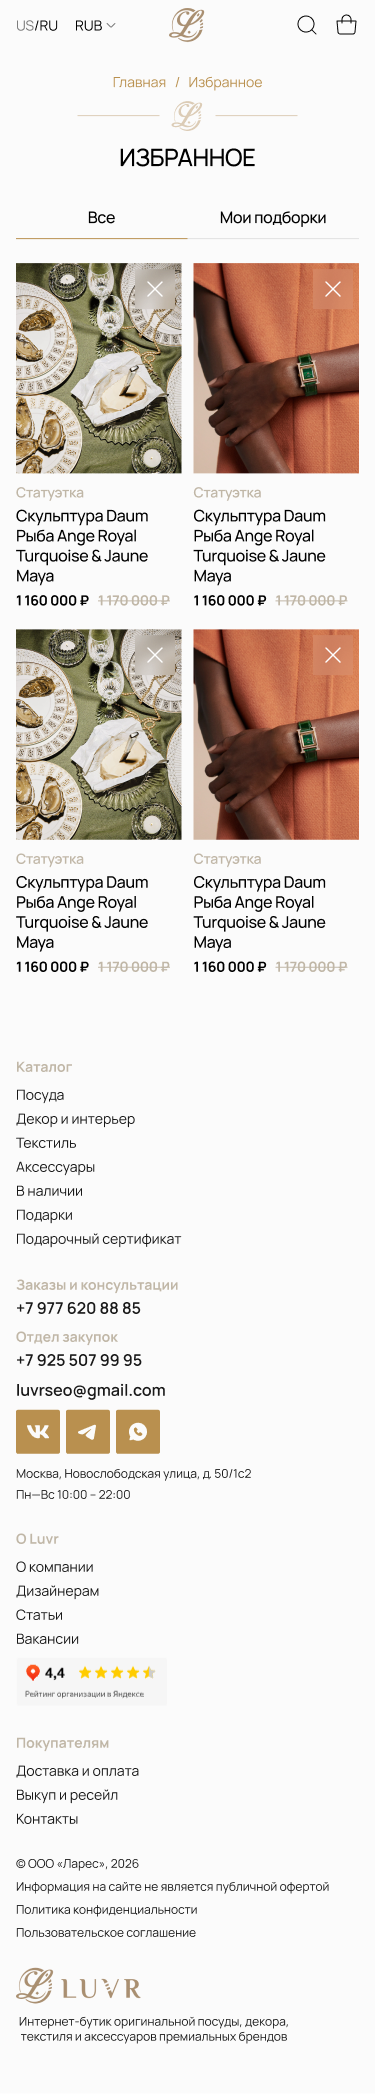 US/RU RUB
Главная / Избранное
ИЗБРАННОЕ
Все Мои подборки
Статуэтка
Скульптура Daum
Рыба Ange Royal
Turquoise & Jaune
Maya
1 160 000 ₽ 1 170 000 ₽
Статуэтка
Скульптура Daum
Рыба Ange Royal
Turquoise & Jaune
Maya
1 160 000 ₽ 1 170 000 ₽
Статуэтка
Скульптура Daum
Рыба Ange Royal
Turquoise & Jaune
Maya
1 160 000 ₽ 1 170 000 ₽
Статуэтка
Скульптура Daum
Рыба Ange Royal
Turquoise & Jaune
Maya
1 160 000 ₽ 1 170 000 ₽
Каталог
Посуда
Декор и интерьер
Текстиль
Аксессуары
В наличии
Подарки
Подарочный сертификат
Заказы и консультации
+7 977 620 88 85
Отдел закупок
+7 925 507 99 95
luvrseo@gmail.com
Москва, Новослободская улица, д. 50/1с2
Пн—Вс 10:00 – 22:00
О Luvr
О компании
Дизайнерам
Статьи
Вакансии
4,4
Рейтинг организации в Яндексе
Покупателям
Доставка и оплата
Выкуп и ресейл
Контакты
© ООО «Ларес», 2026
Информация на сайте не является публичной офертой
Политика конфиденциальности
Пользовательское соглашение
LUVR
Интернет-бутик оригинальной посуды, декора,
текстиля и аксессуаров премиальных брендов